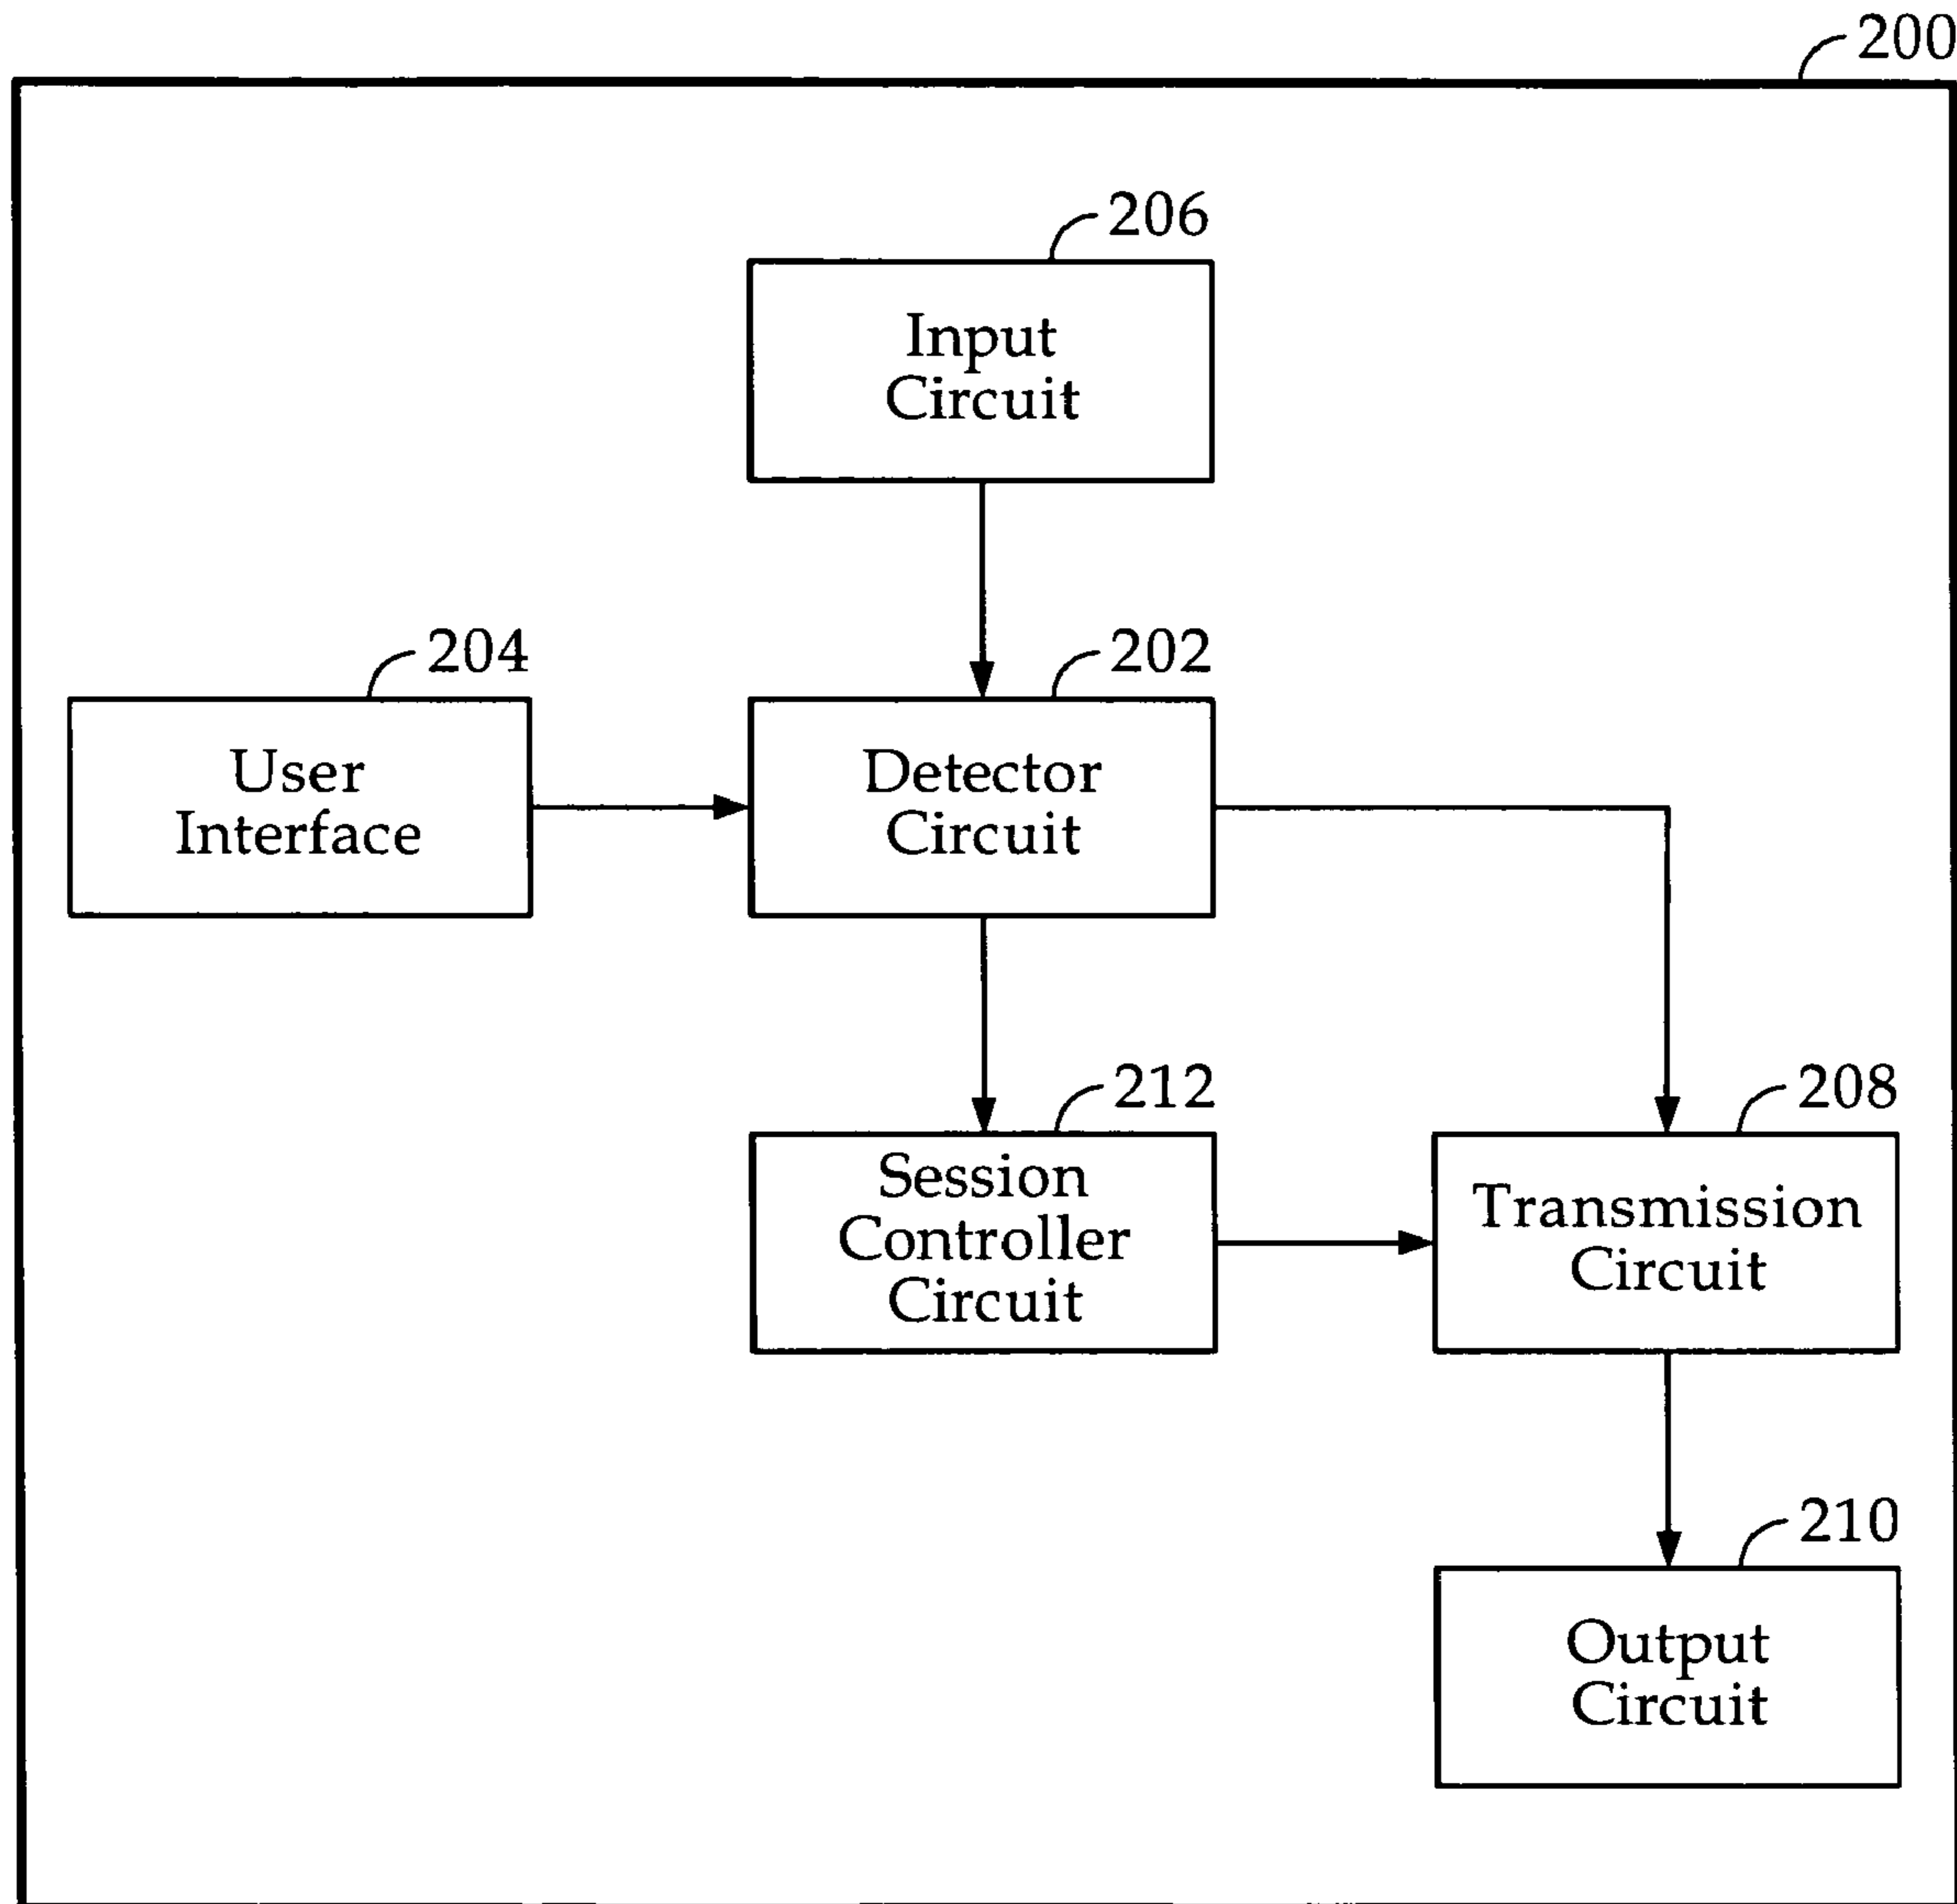 200
206
Input
Circuit
204
202
User
Interface
Detector
Circuit
212
208
Session
Controller
Circuit
Transmission
Circuit
210
Output
Circuit